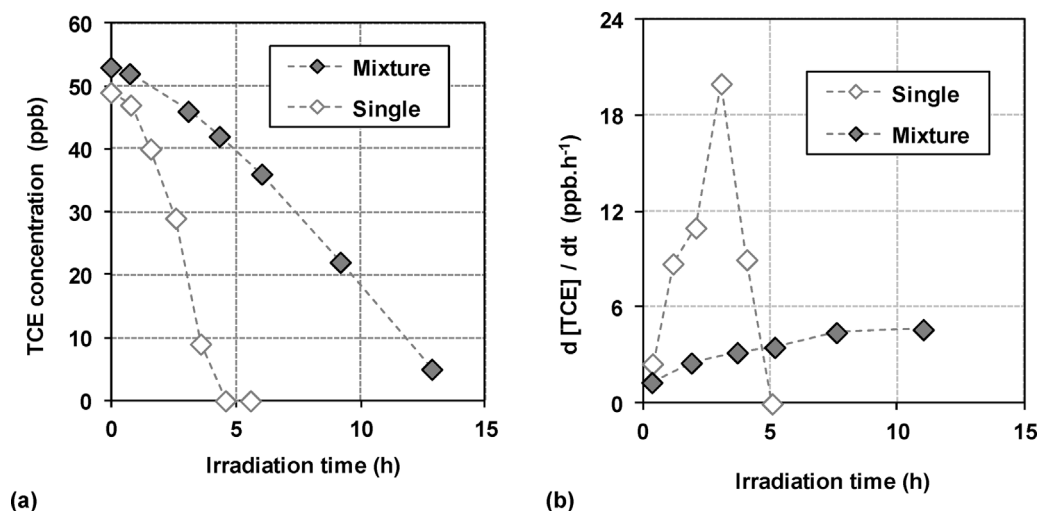 60
50
40
30
20
10
0
TCE concentration (ppb)
Mixture
Single
0 5 10 15
Irradiation time (h)
(a)
24
18
12
6
0
d [TCE] / dt (ppb.h⁻¹)
Single
Mixture
0 5 10 15
Irradiation time (h)
(b)